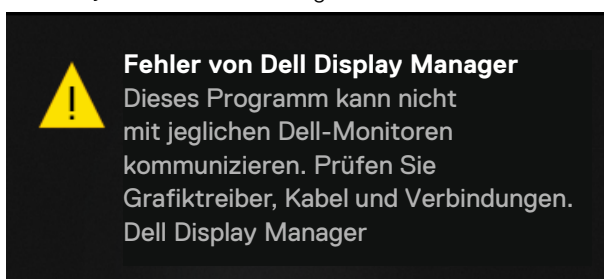 Fehler von Dell Display Manager
Dieses Programm kann nicht
mit jeglichen Dell-Monitoren
kommunizieren. Prüfen Sie
Grafiktreiber, Kabel und Verbindungen.
Dell Display Manager